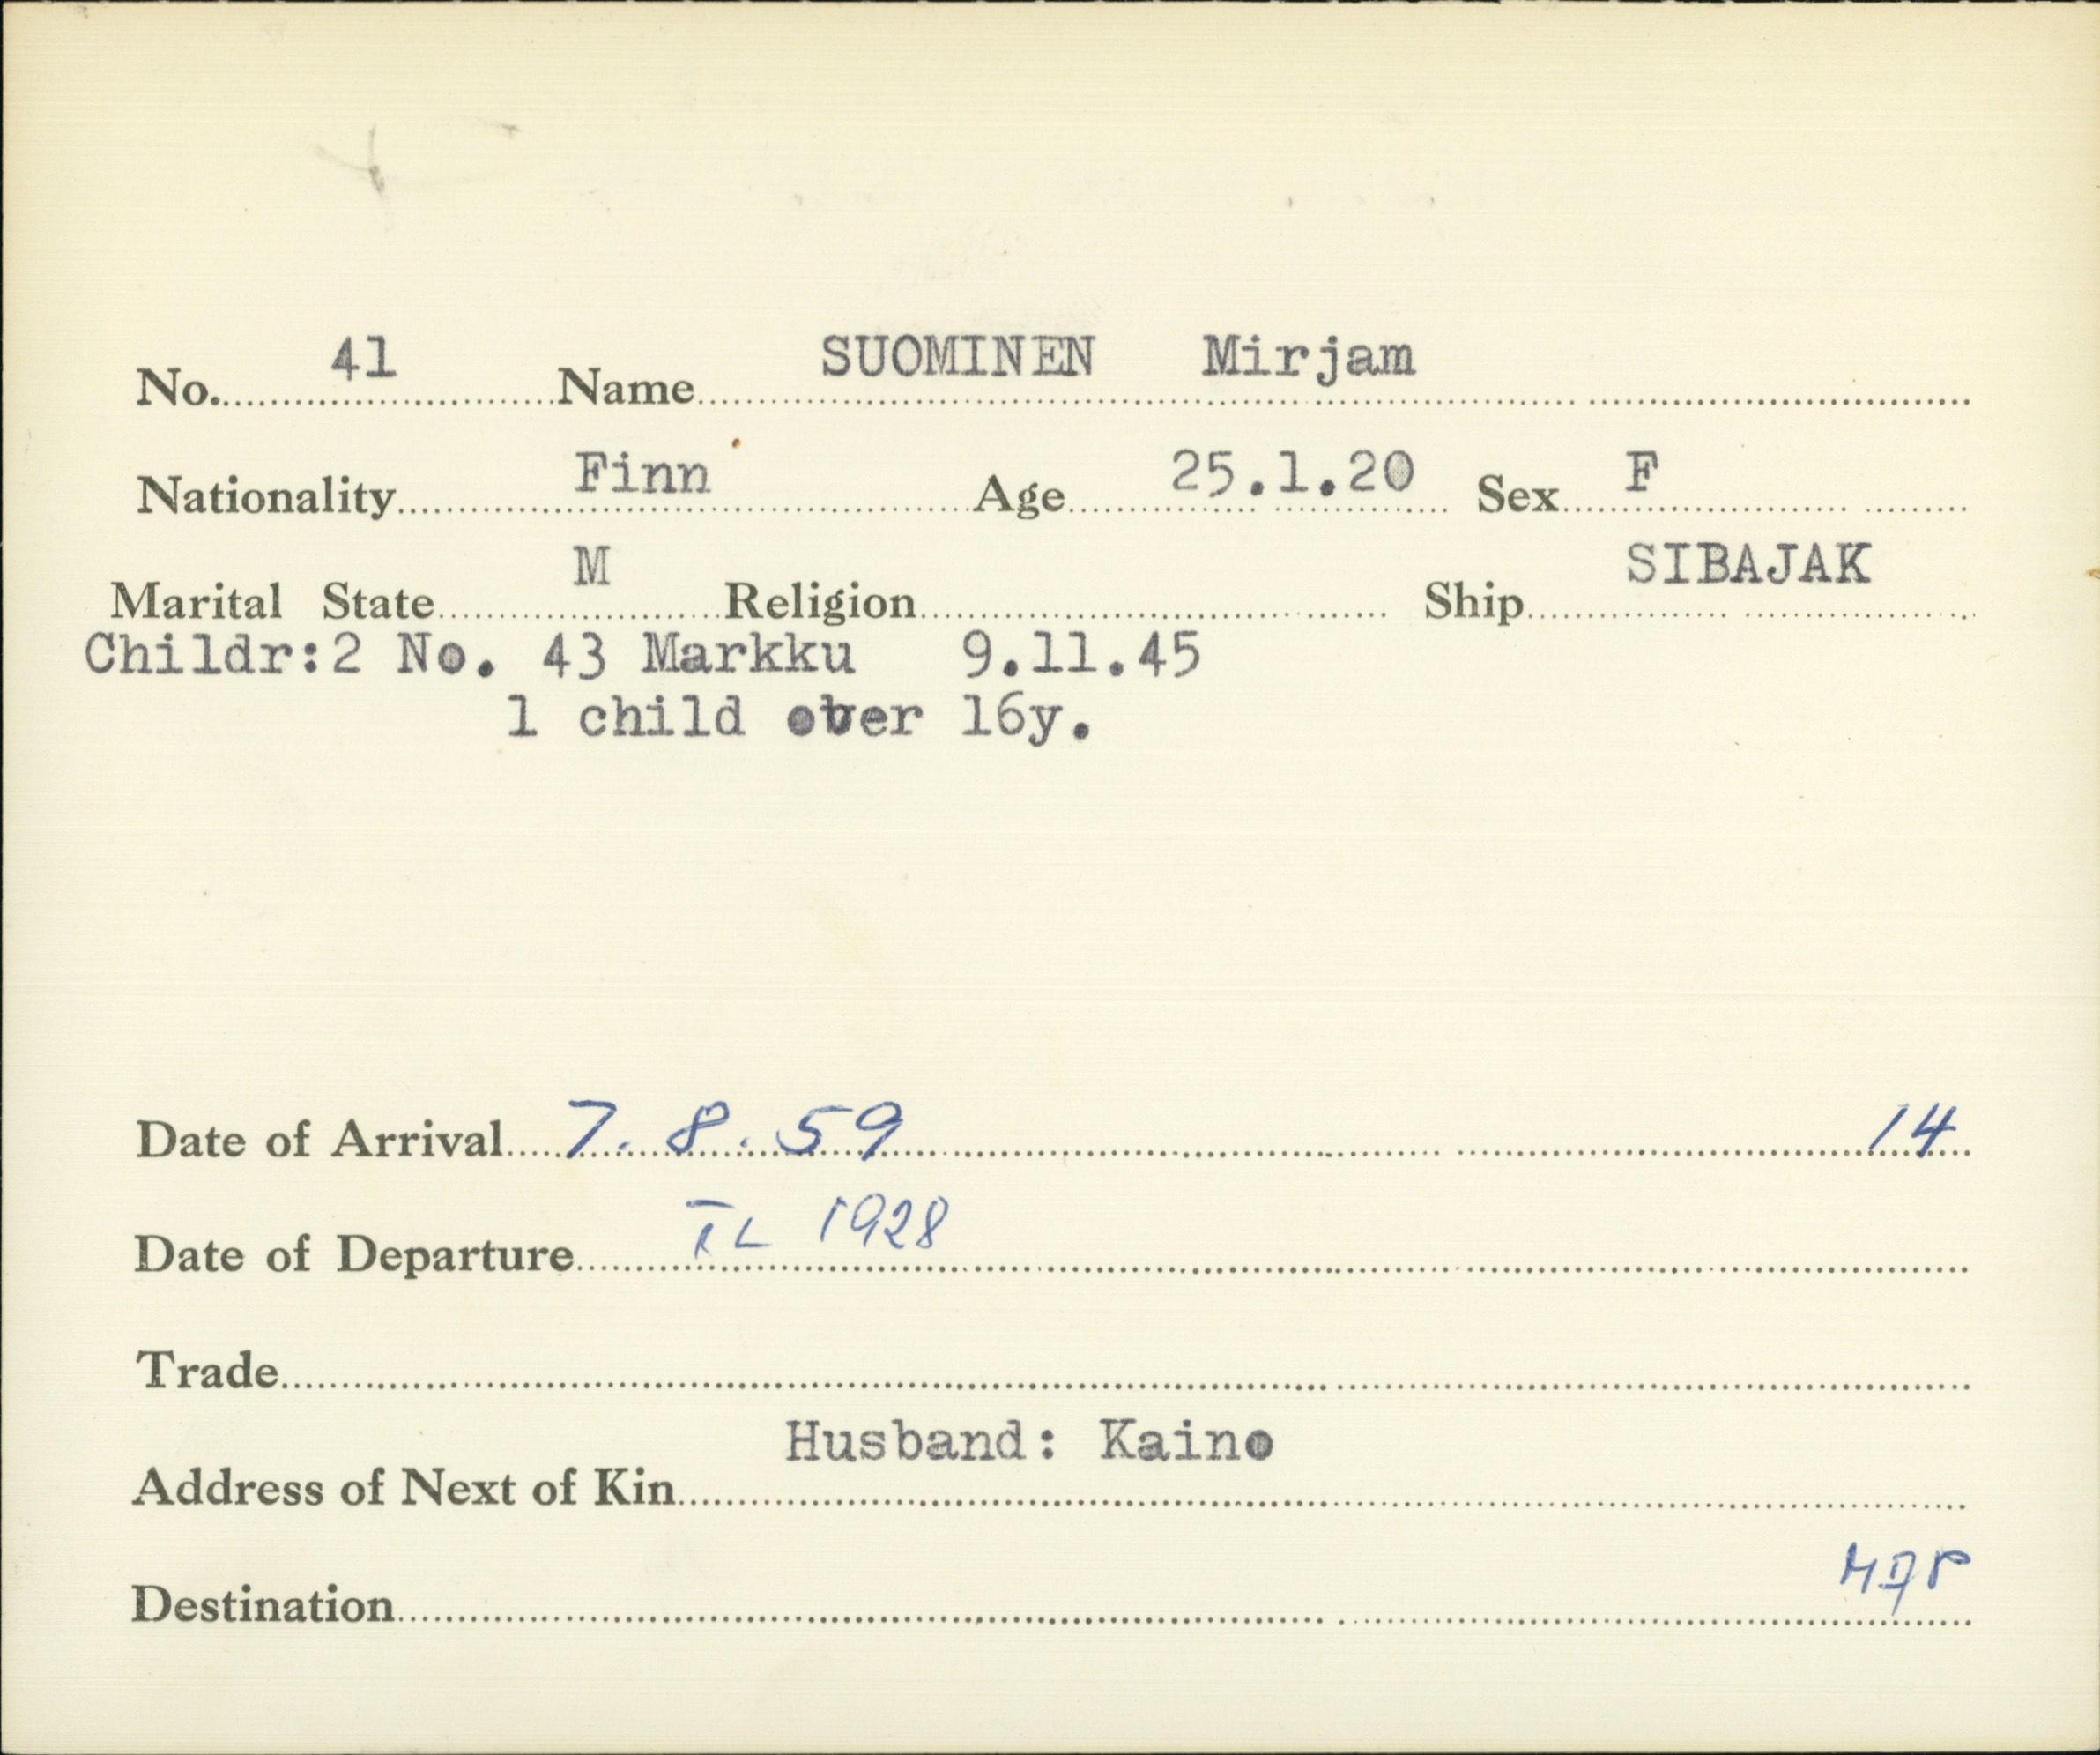 No. 41 Name SUOMINEN Mirjam
Nationality Finn Age 25.1.20 Sex F
Marital State M Religion Ship SIBAJAK
Childr:2 No. 43 Markku 9.11.45
1 child over 16y.
Date of Arrival 7.8.59 14
Date of Departure TL 1928
Trade
Address of Next of Kin Husband: Kaino
Destination